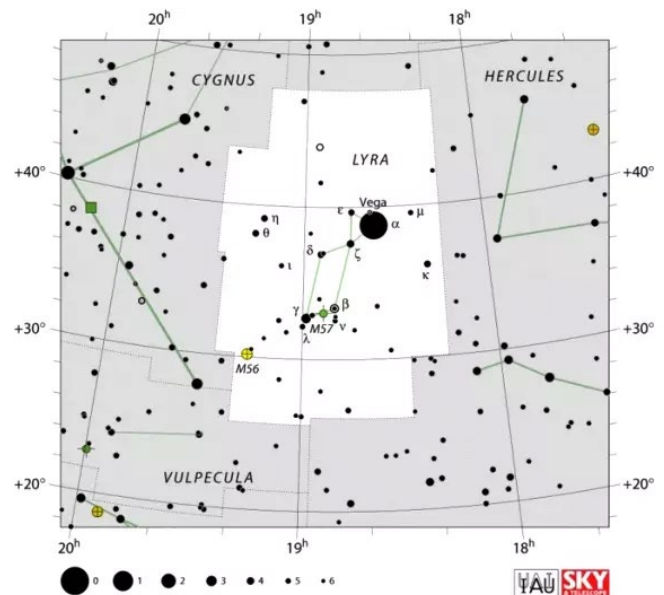 20ʰ 19ʰ 18ʰ
CYGNUS
HERCULES
LYRA
+40° +40°
Vega
ε α μ
η
θ
δ ζ
ι κ
γ β
+30° +30°
λ M57 ν
M56
VULPECULA
+20° +20°
20ʰ 19ʰ 18ʰ
0 1 2 3 4 5 6
IAU SKY
& TELESCOPE